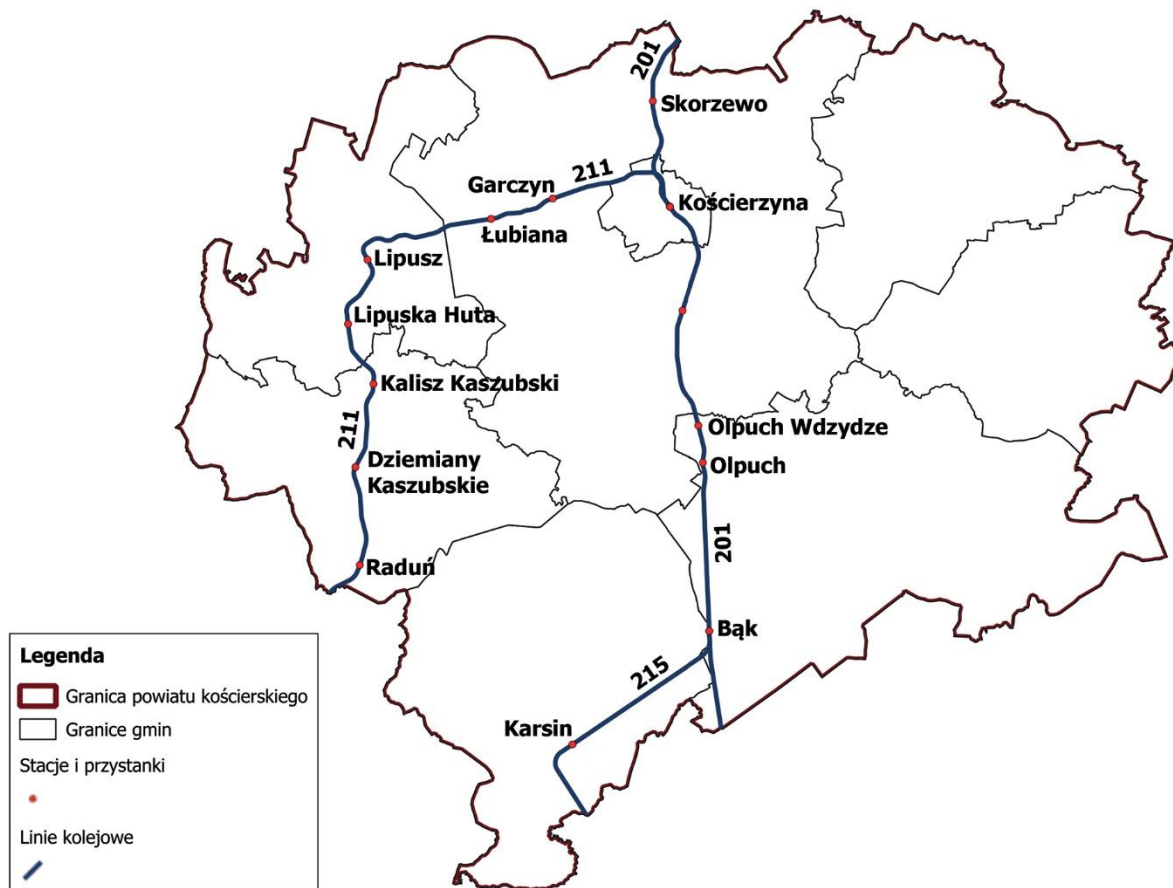 201
Skorzewo
211
Garczyn
Kościerzyna
Łubiana
Lipusz
Lipuska Huta
Kalisz Kaszubski
211
Olpuch Wdzydze
Dziemiany
Kaszubskie
Olpuch
201
Raduń
Bąk
215
Karsin
Legenda
Granica powiatu kościerskiego
Granice gmin
Stacje i przystanki
Linie kolejowe